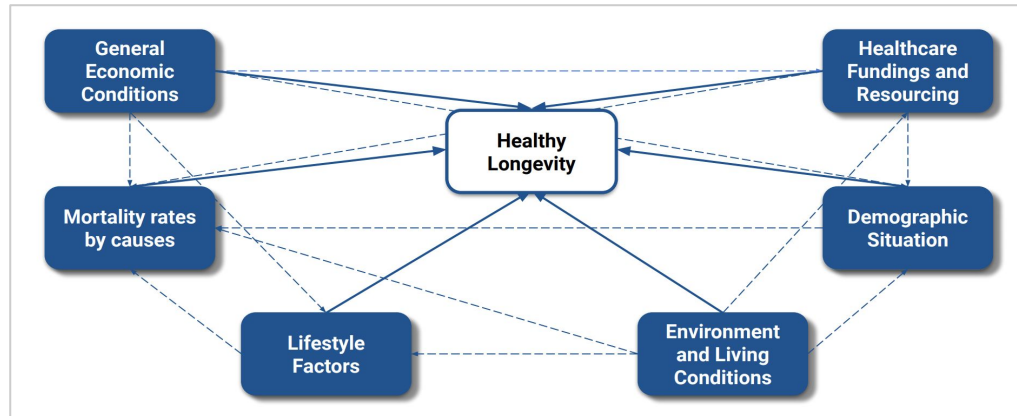 General
Economic
Conditions
Healthcare
Fundings and
Resourcing
Healthy
Longevity
Mortality rates
by causes
Demographic
Situation
Lifestyle
Factors
Environment
and Living
Conditions